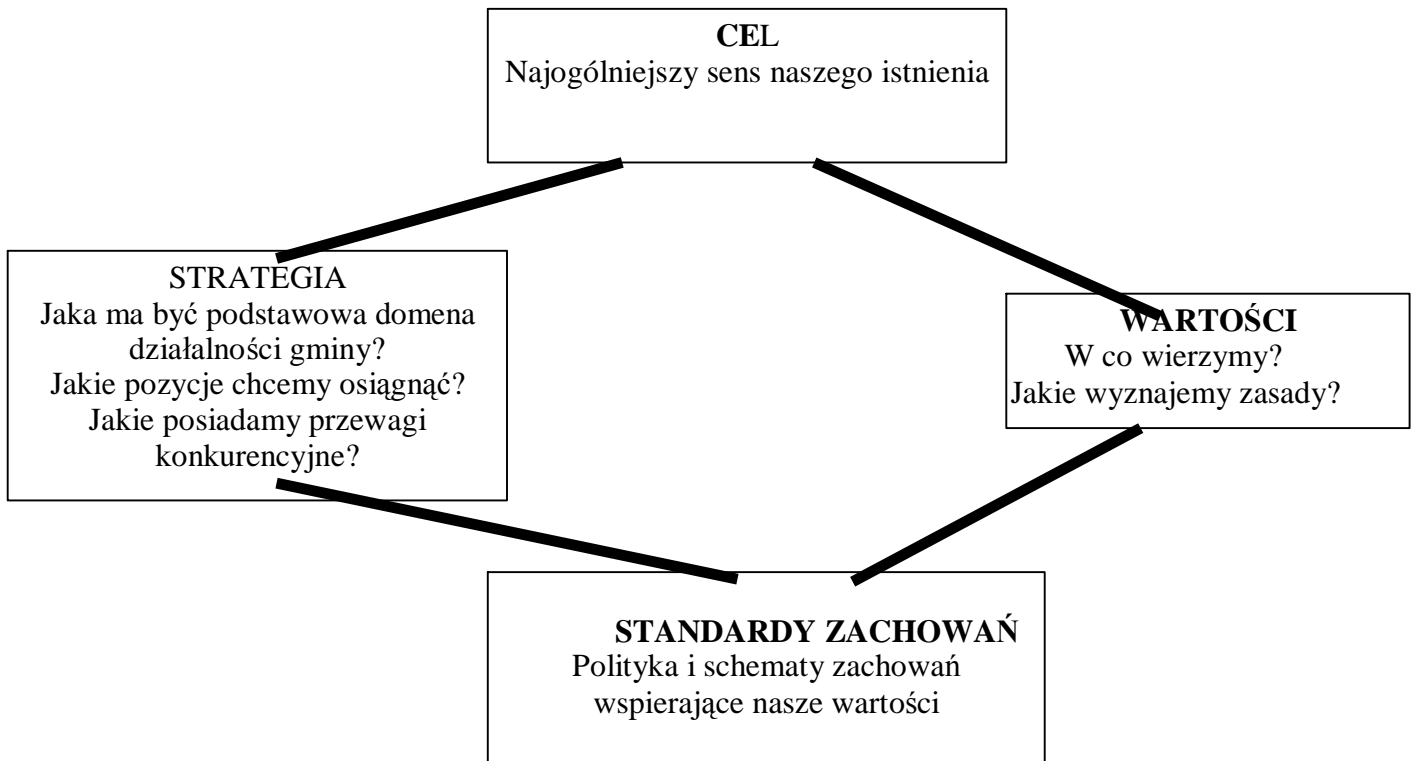 CEL
Najogólniejszy sens naszego istnienia
STRATEGIA
Jaka ma być podstawowa domena
działalności gminy?
Jakie pozycje chcemy osiągnąć?
Jakie posiadamy przewagi
konkurencyjne?
WARTOŚCI
W co wierzymy?
Jakie wyznajemy zasady?
STANDARDY ZACHOWAŃ
Polityka i schematy zachowań
wspierające nasze wartości